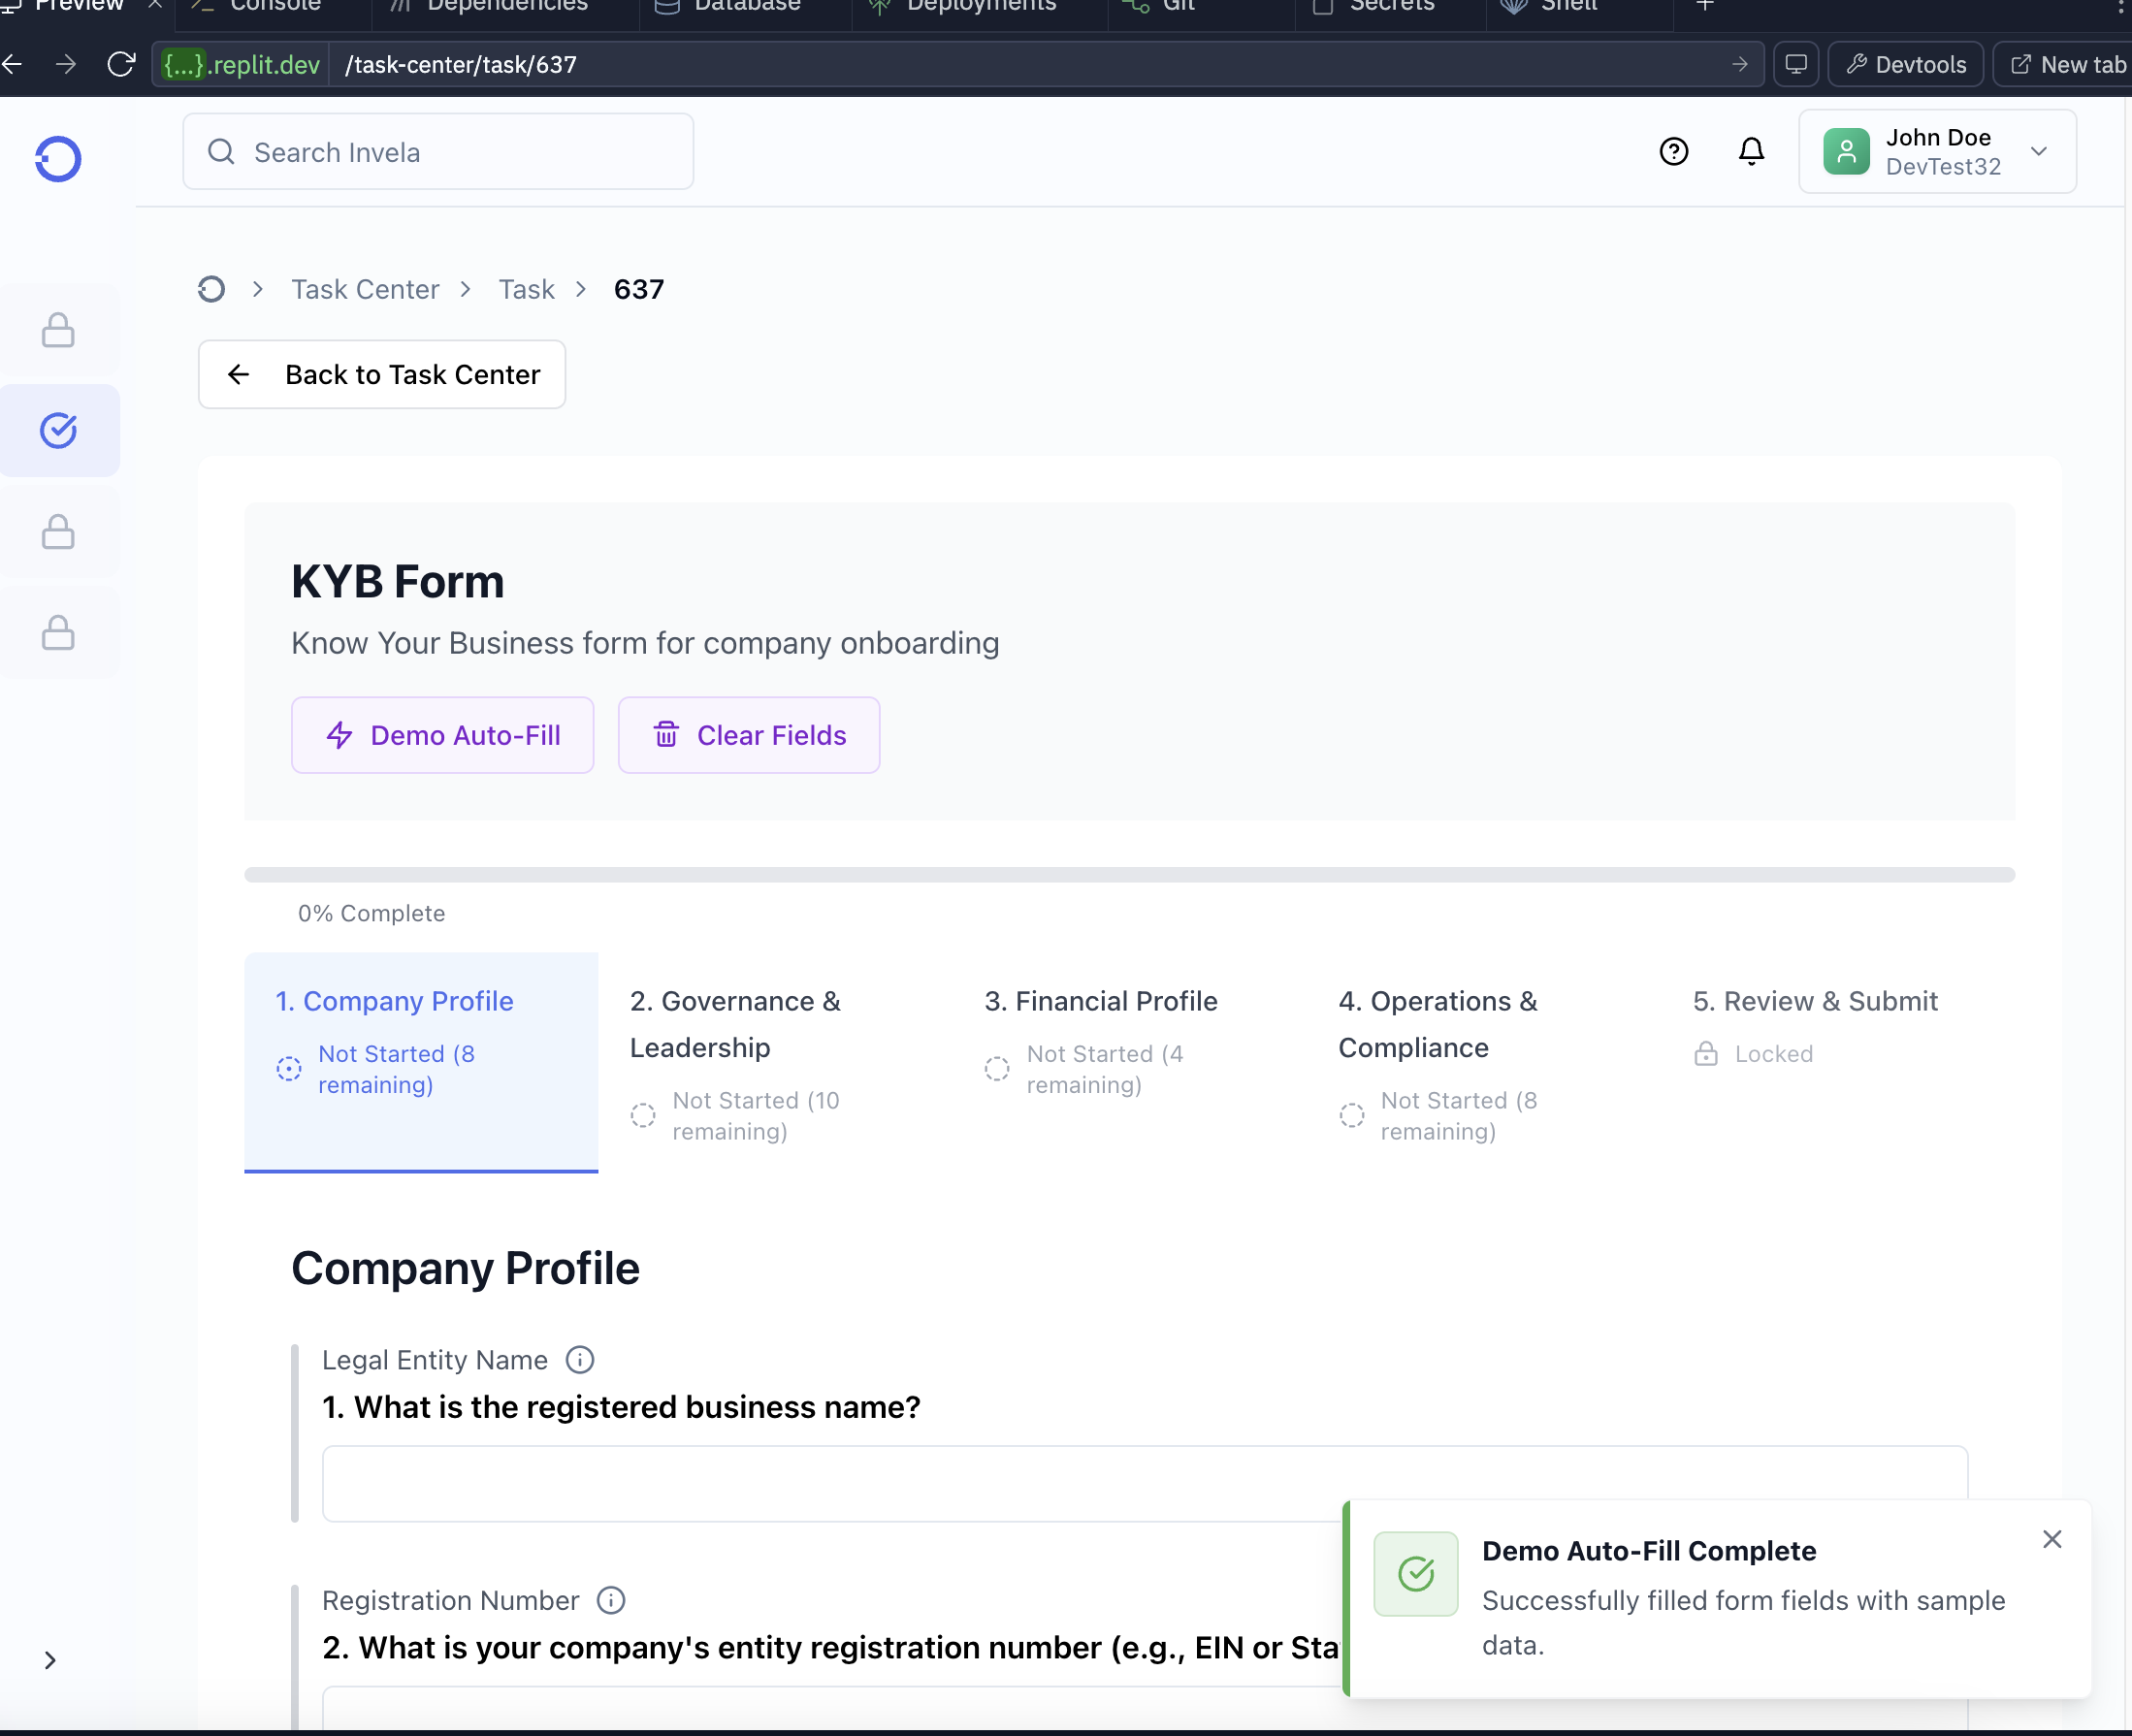 Preview
Console
Dependencies
Database
Deployments
Git
Secrets
Shell
{...}.replit.dev
/task-center/task/637
Devtools
New tab
Search Invela
John Doe
DevTest32
Task Center > Task > 637
Back to Task Center
KYB Form
Know Your Business form for company onboarding
Demo Auto-Fill
Clear Fields
0% Complete
1. Company Profile
Not Started (8
remaining)
2. Governance &
Leadership
Not Started (10
remaining)
3. Financial Profile
Not Started (4
remaining)
4. Operations &
Compliance
Not Started (8
remaining)
5. Review & Submit
Locked
Company Profile
Legal Entity Name
1. What is the registered business name?
Registration Number
2. What is your company's entity registration number (e.g., EIN or Sta
Demo Auto-Fill Complete
Successfully filled form fields with sample
data.